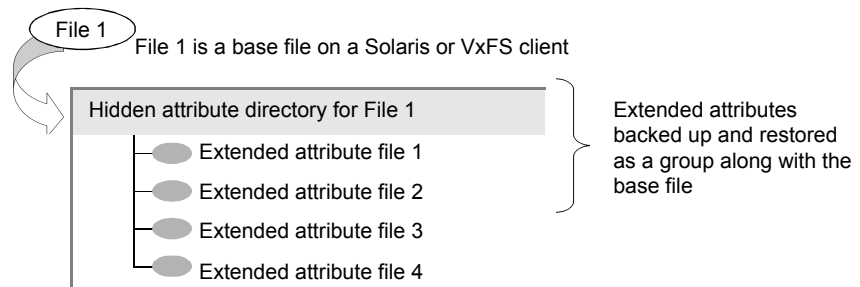 File 1
File 1 is a base file on a Solaris or VxFS client
Hidden attribute directory for File 1
Extended attribute file 1
Extended attribute file 2
Extended attribute file 3
Extended attribute file 4
Extended attributes
backed up and restored
as a group along with the
base file